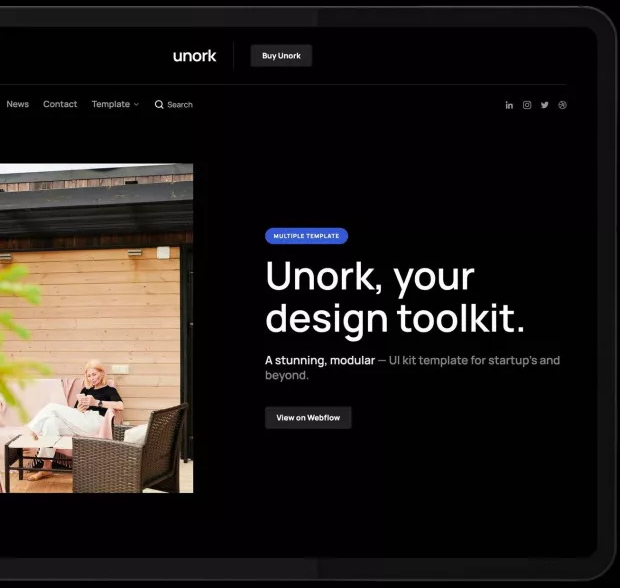 unork
Buy Unork
News Contact Template Search
MULTIPLE TEMPLATE
Unork, your
design toolkit.
A stunning, modular — UI kit template for startup's and
beyond.
View on Webflow